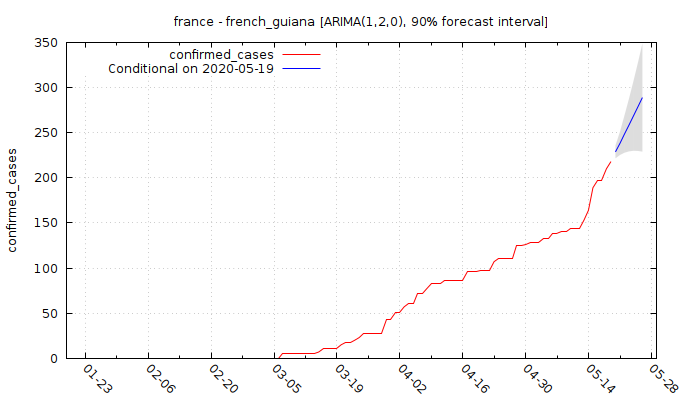 france - french_guiana [ARIMA(1,2,0), 90% forecast interval]
confirmed_cases
Conditional on 2020-05-19
350
300
250
200
150
100
50
0
confirmed_cases
01-23 02-06 02-20 03-05 03-19 04-02 04-16 04-30 05-14 05-28